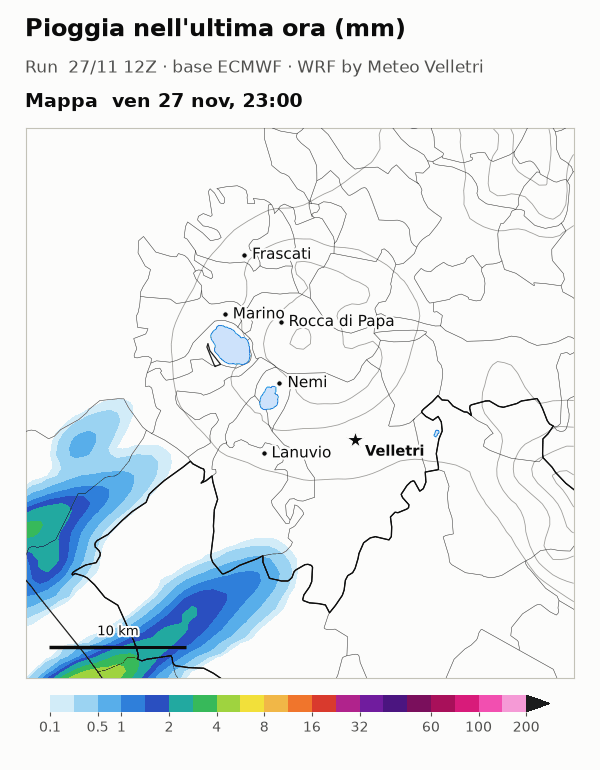 Pioggia nell'ultima ora (mm)
Run  27/11 12Z · base ECMWF · WRF by Meteo Velletri
Mappa  ven 27 nov, 23:00
Frascati
Marino
Rocca di Papa
Nemi
Velletri
Lanuvio
10 km
0.1 0.5 1 2 4 8 16 32 60 100 200